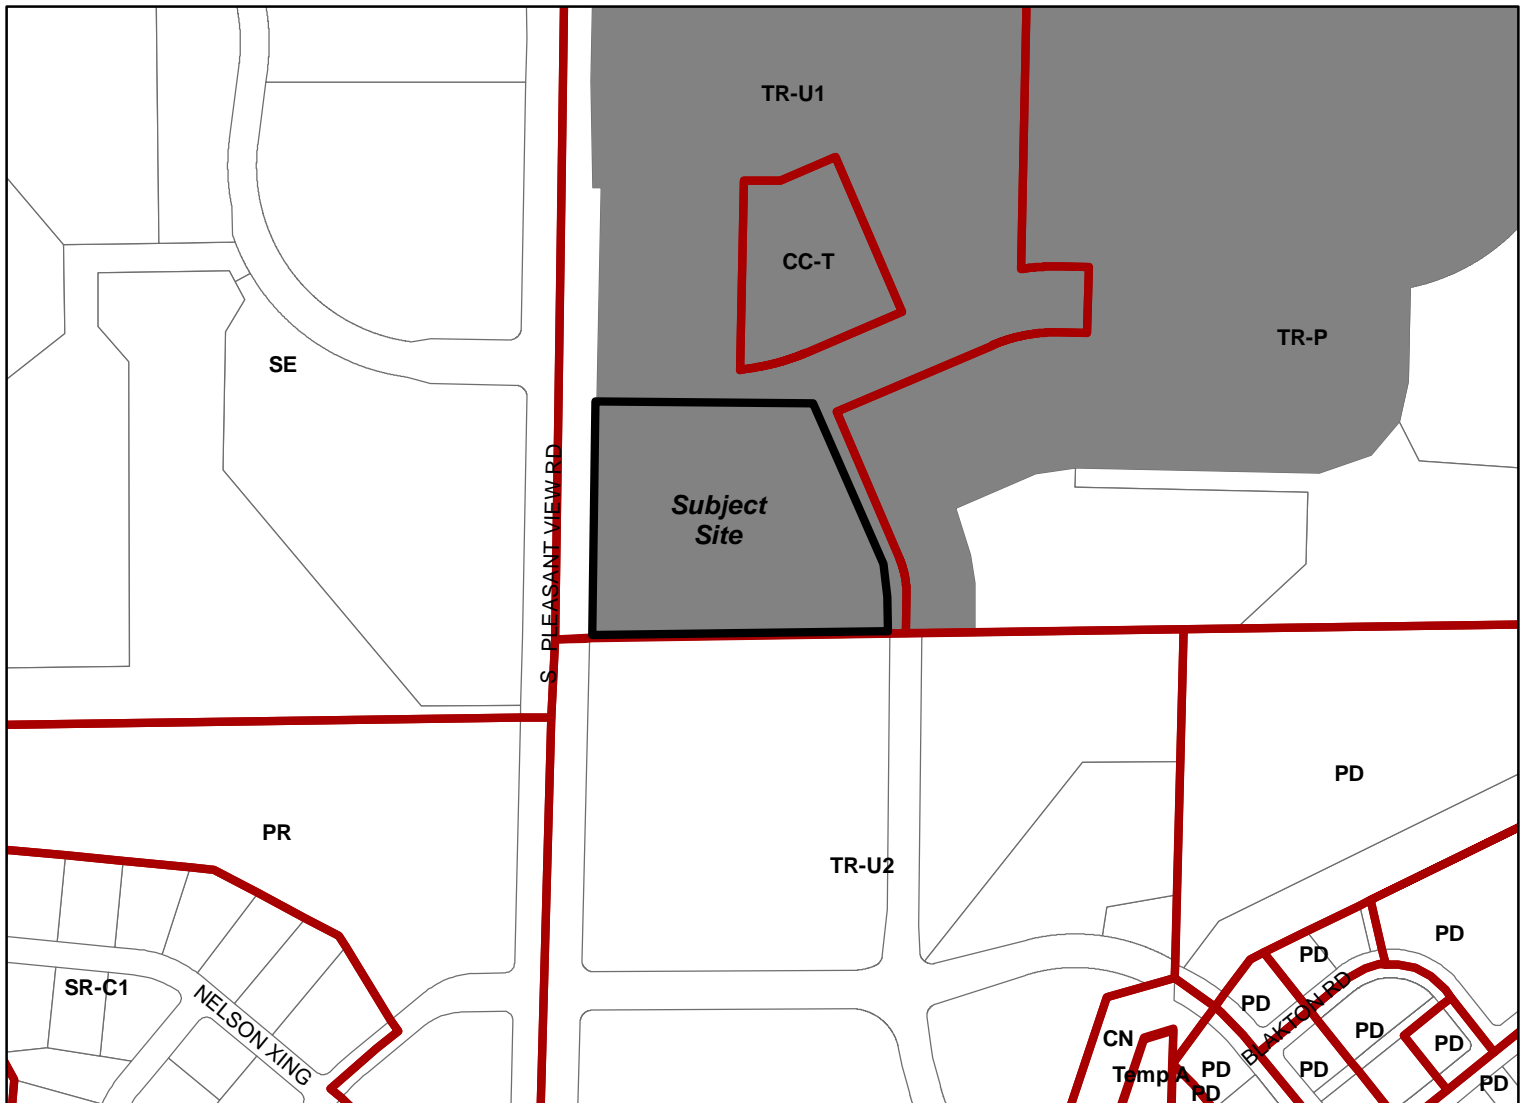 TR-U1
CC-T
TR-P
SE
S PLEASANT VIEW RD
Subject
Site
PD
PR
TR-U2
PD
PD
SR-C1
NELSON XING
PD
BLAKTON RD
PD
CN
PD
Temp A
PD
PD
PD
PD